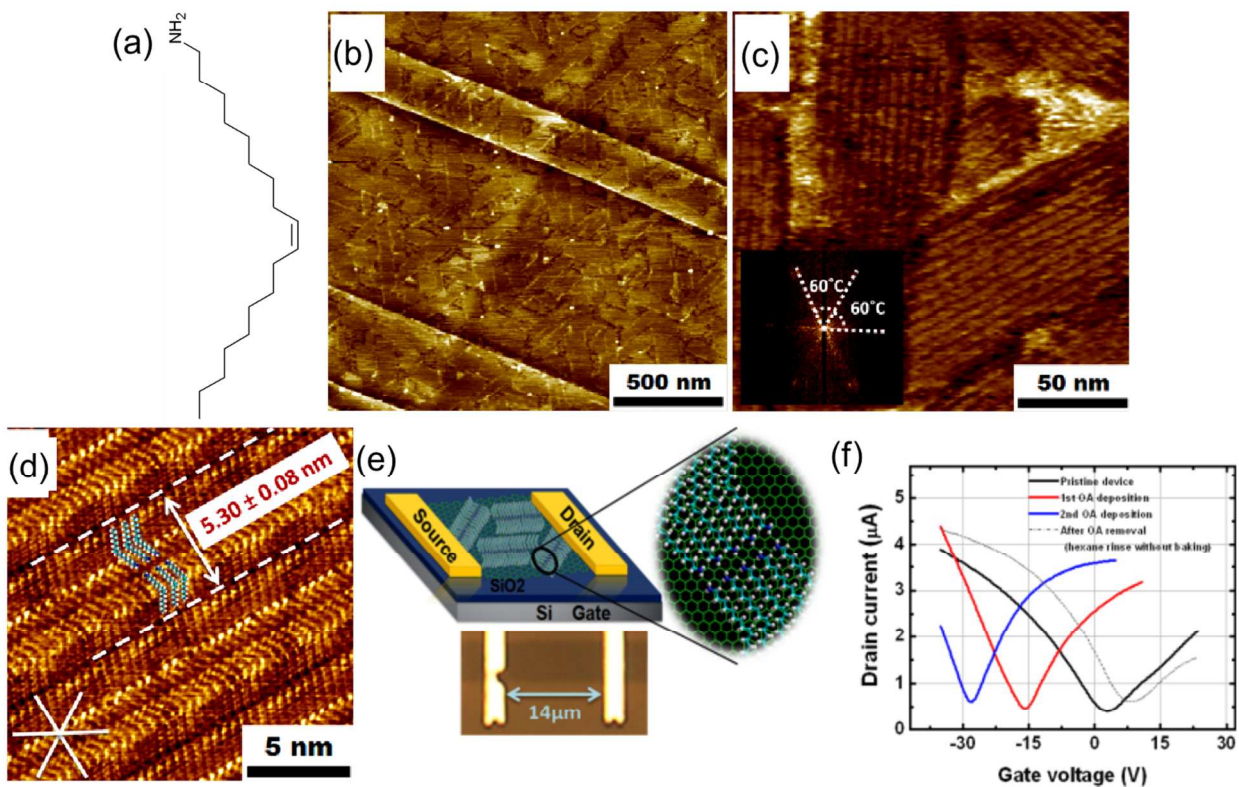 (a)
NH2
(b)
500 nm
(c)
60°C
60°C
50 nm
(d)
5.30 ± 0.08 nm
5 nm
(e)
Source
Drain
SiO2
Si Gate
14μm
(f)
Pristine device
1st OA deposition
2nd OA deposition
After OA removal
(hexane rinse without baking)
Drain current (μA)
5
4
3
2
1
0
-30 -15 0 15 30
Gate voltage (V)